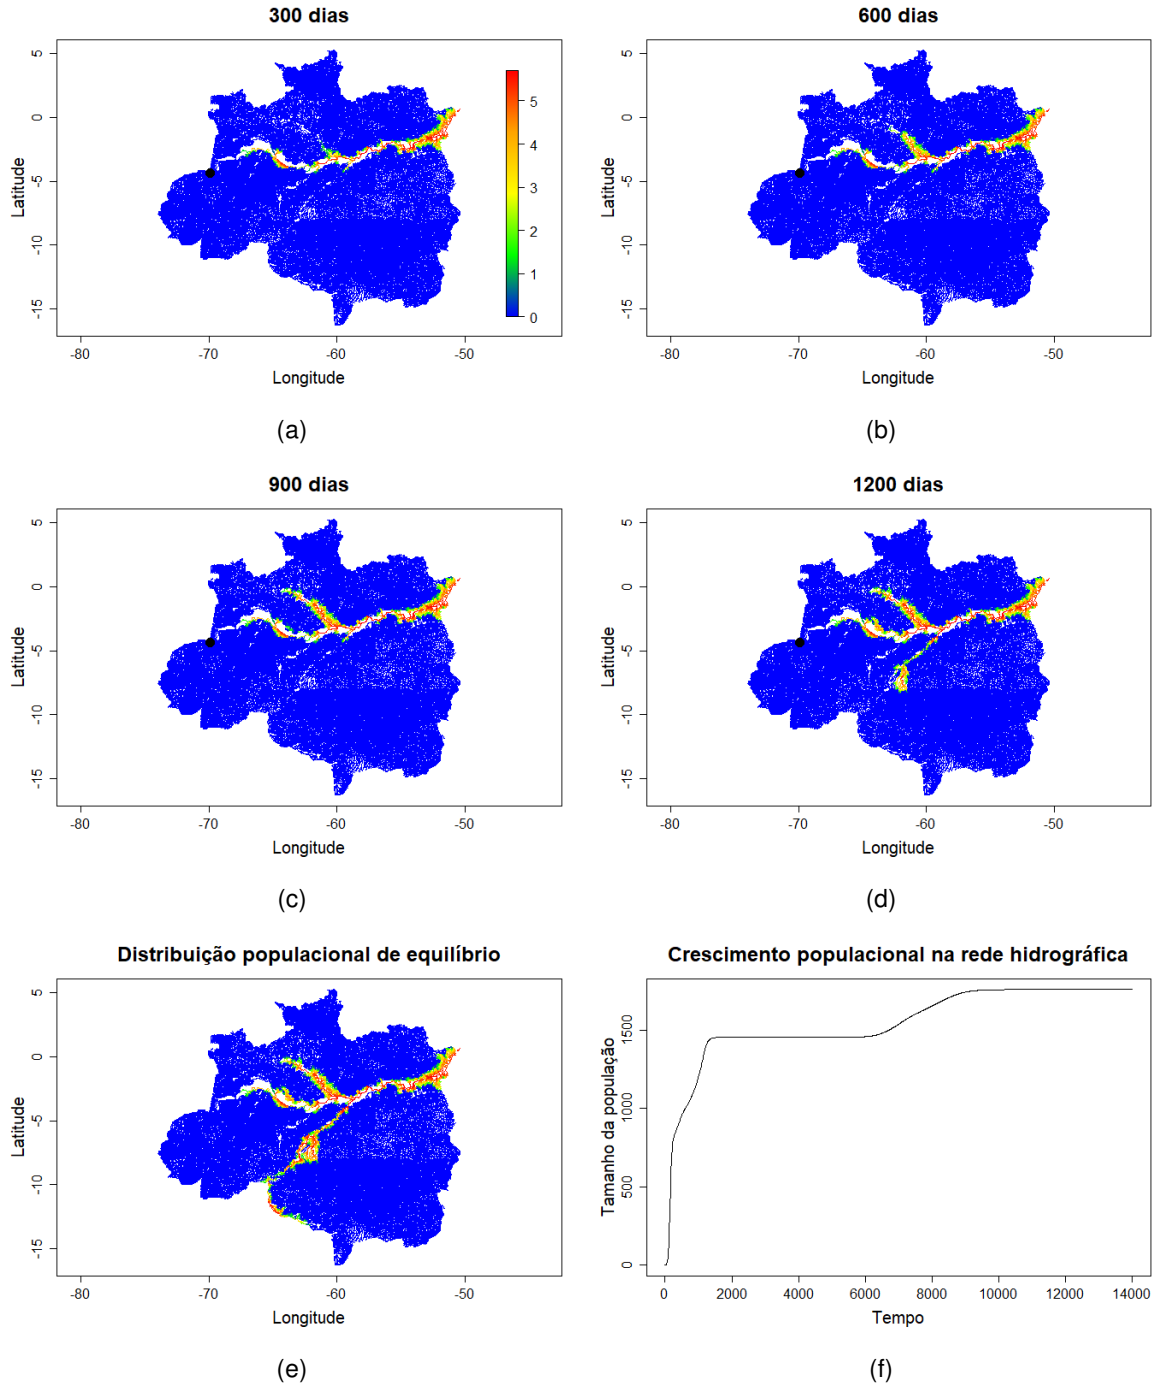 300 dias
600 dias
5
0
-5
-10
-15
Latitude
5
4
3
2
1
0
-80
-70
-60
-50
Longitude
(a)
5
0
-5
-10
-15
Latitude
-80
-70
-60
-50
Longitude
(b)
900 dias
1200 dias
5
0
-5
-10
-15
Latitude
-80
-70
-60
-50
Longitude
(c)
5
0
-5
-10
-15
Latitude
-80
-70
-60
-50
Longitude
(d)
Distribuição populacional de equilíbrio
Crescimento populacional na rede hidrográfica
5
0
-5
-10
-15
Latitude
-80
-70
-60
-50
Longitude
(e)
1500
1000
500
0
Tamanho da população
0
2000
4000
6000
8000
10000
12000
14000
Tempo
(f)